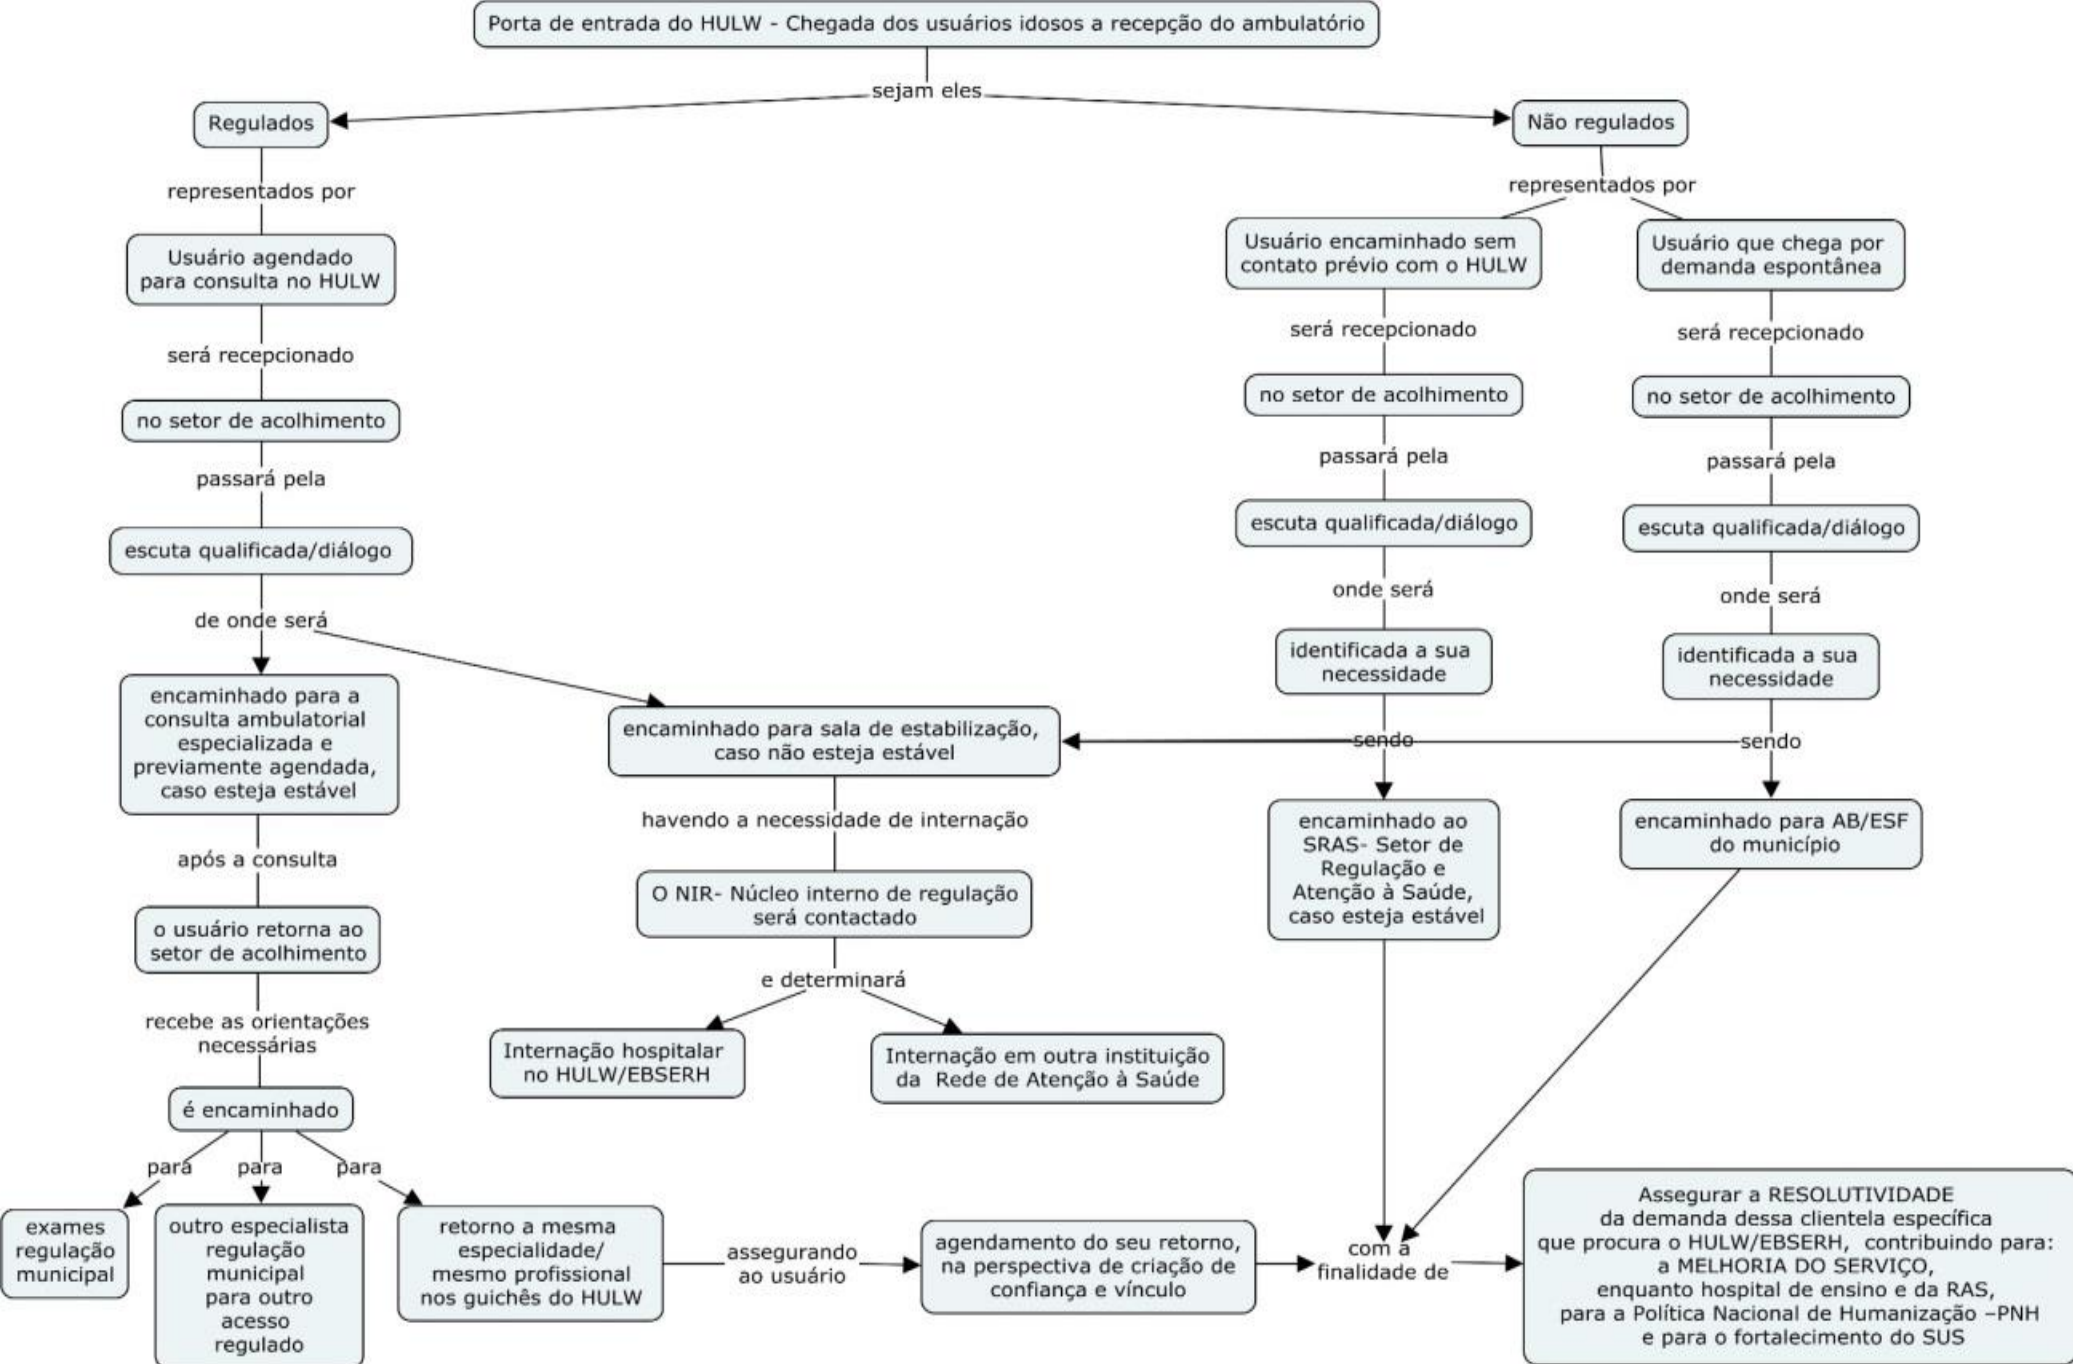 Porta de entrada do HULW - Chegada dos usuários idosos a recepção do ambulatório
sejam eles
Regulados
representados por
Usuário agendado
para consulta no HULW
será recepcionado
no setor de acolhimento
passará pela
escuta qualificada/diálogo
de onde será
encaminhado para a
consulta ambulatorial
especializada e
previamente agendada,
caso esteja estável
após a consulta
o usuário retorna ao
setor de acolhimento
recebe as orientações
necessárias
é encaminhado
para
para
para
exames
regulação
municipal
outro especialista
regulação
municipal
para outro
acesso
regulado
retorno a mesma
especialidade/
mesmo profissional
nos guichês do HULW
assegurando
ao usuário
agendamento do seu retorno,
na perspectiva de criação de
confiança e vínculo
encaminhado para sala de estabilização,
caso não esteja estável
havendo a necessidade de internação
O NIR- Núcleo interno de regulação
será contactado
e determinará
Internação hospitalar
no HULW/EBSERH
Internação em outra instituição
da Rede de Atenção à Saúde
Não regulados
representados por
Usuário encaminhado sem
contato prévio com o HULW
será recepcionado
no setor de acolhimento
passará pela
escuta qualificada/diálogo
onde será
identificada a sua
necessidade
sendo
encaminhado ao
SRAS- Setor de
Regulação e
Atenção à Saúde,
caso esteja estável
Usuário que chega por
demanda espontânea
será recepcionado
no setor de acolhimento
passará pela
escuta qualificada/diálogo
onde será
identificada a sua
necessidade
sendo
encaminhado para AB/ESF
do município
com a
finalidade de
Assegurar a RESOLUTIVIDADE
da demanda dessa clientela específica
que procura o HULW/EBSERH, contribuindo para:
a MELHORIA DO SERVIÇO,
enquanto hospital de ensino e da RAS,
para a Política Nacional de Humanização –PNH
e para o fortalecimento do SUS